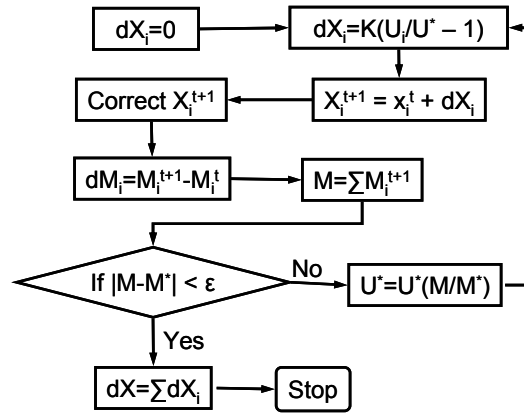 dXᵢ=0
dXᵢ=K(Uᵢ/U* – 1)
Xᵢᵗ⁺¹ = xᵢᵗ + dXᵢ
Correct Xᵢᵗ⁺¹
dMᵢ=Mᵢᵗ⁺¹-Mᵢᵗ
M=∑Mᵢᵗ⁺¹
If |M-M*| < ε
No
U*=U*(M/M*)
Yes
dX=∑dXᵢ
Stop